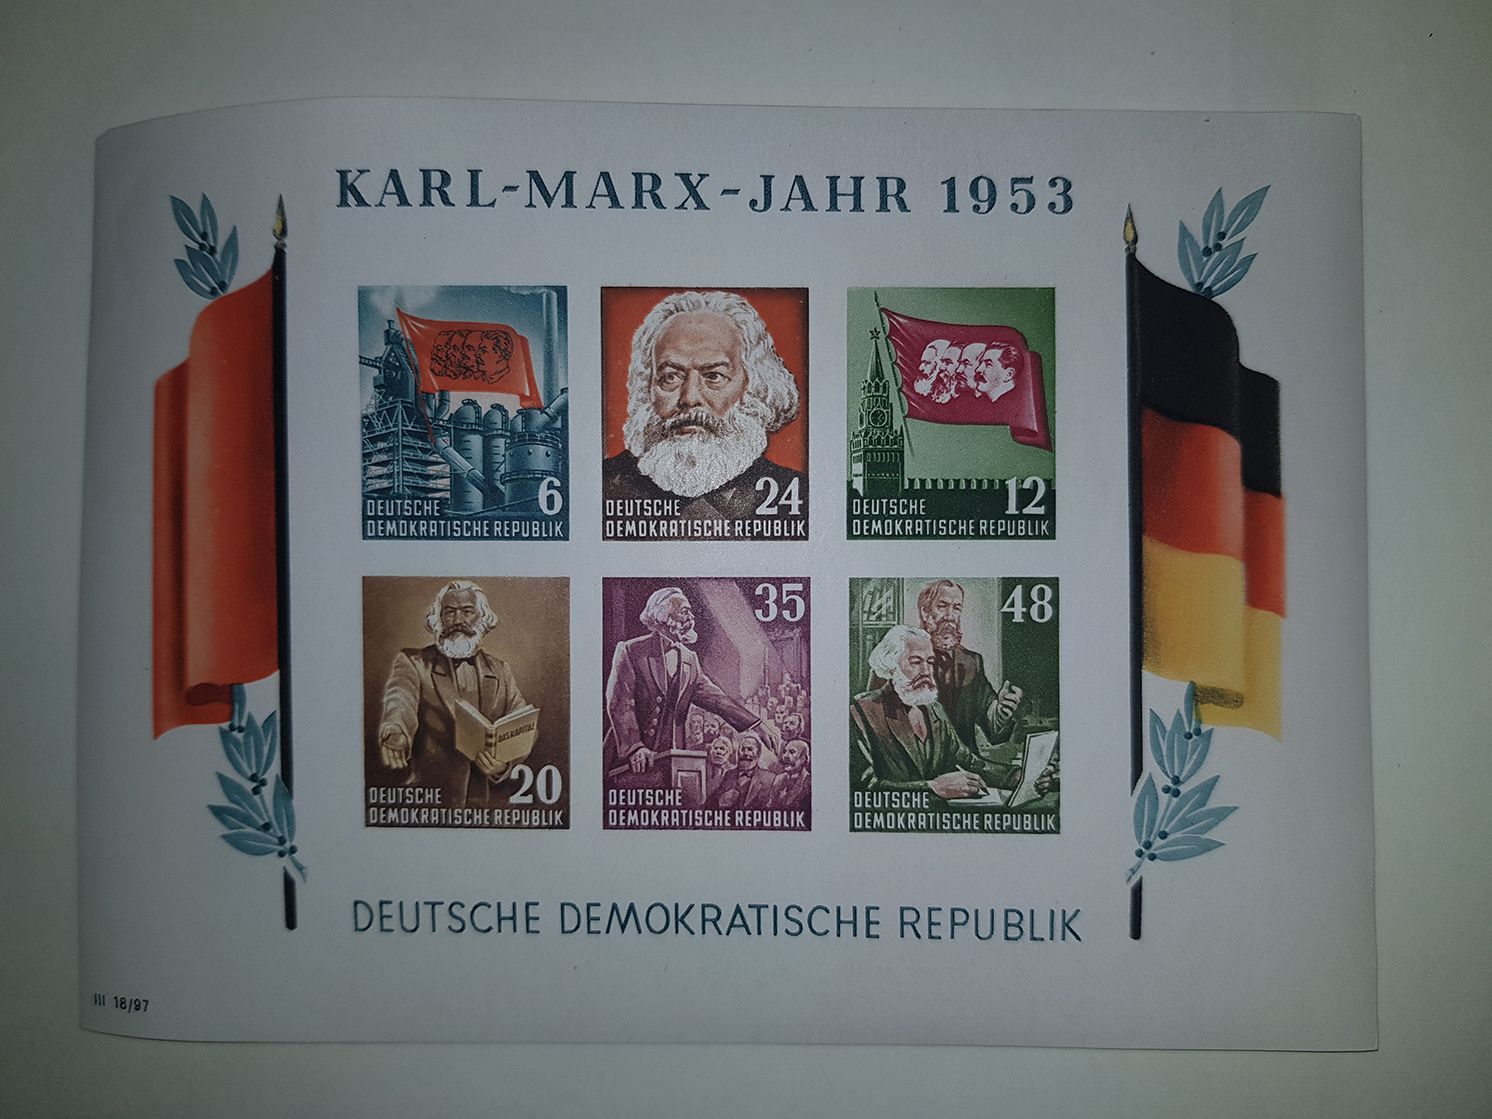 KARL-MARX-JAHR 1953
6
DEUTSCHE
DEMOKRATISCHE REPUBLIK
24
DEUTSCHE
DEMOKRATISCHE REPUBLIK
12
DEUTSCHE
DEMOKRATISCHE REPUBLIK
DAS KAPITAL
20
DEUTSCHE
DEMOKRATISCHE REPUBLIK
35
DEUTSCHE
DEMOKRATISCHE REPUBLIK
48
DEUTSCHE
DEMOKRATISCHE REPUBLIK
DEUTSCHE DEMOKRATISCHE REPUBLIK
III 18/97